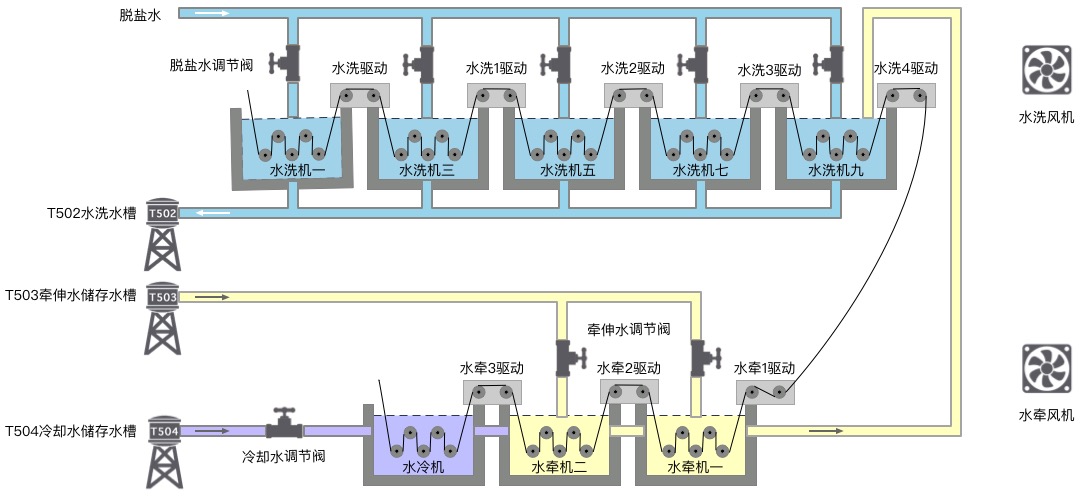 脱盐水
脱盐水调节阀
水洗驱动
水洗1驱动
水洗2驱动
水洗3驱动
水洗4驱动
水洗风机
水洗机一
水洗机三
水洗机五
水洗机七
水洗机九
T502水洗水槽
T502
T503牵伸水储存水槽
T503
牵伸水调节阀
水牵3驱动
水牵2驱动
水牵1驱动
水牵风机
T504冷却水储存水槽
T504
冷却水调节阀
水冷机
水牵机二
水牵机一